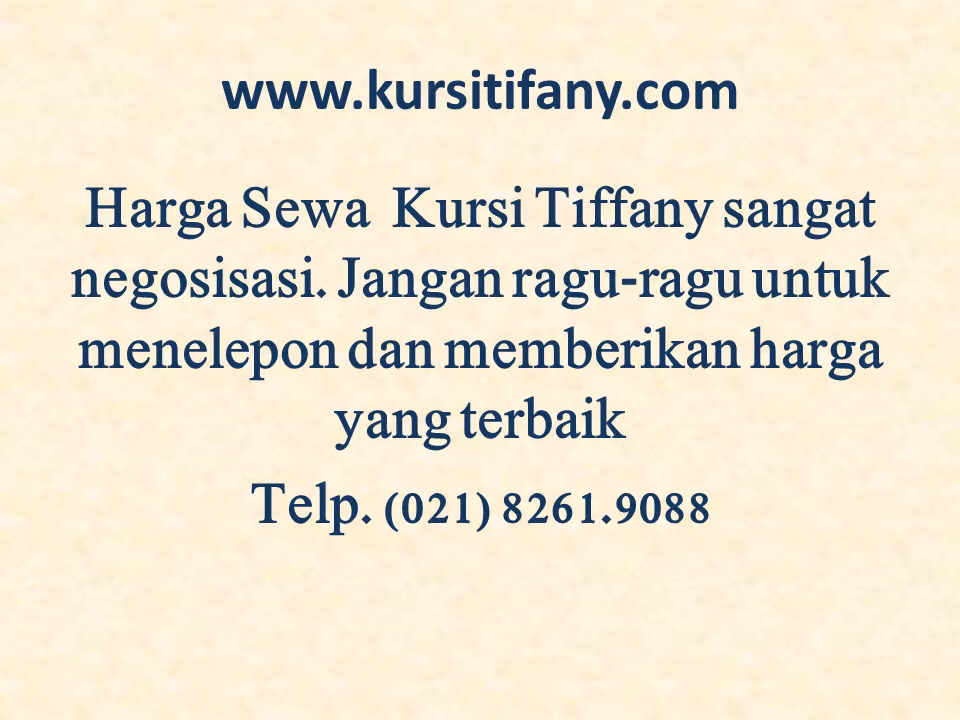 www.kursitifany.com
Harga Sewa  Kursi Tiffany sangat
negosisasi. Jangan ragu-ragu untuk
menelepon dan memberikan harga
yang terbaik
Telp. (021) 8261.9088